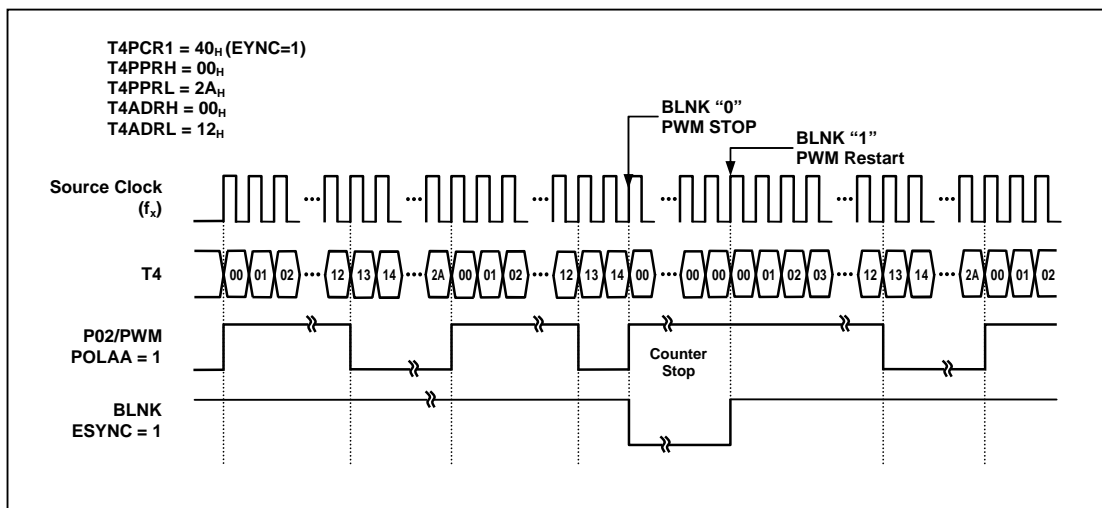 T4PCR1 = 40H (EYNC=1)
T4PPRH = 00H
T4PPRL = 2AH
T4ADRH = 00H
T4ADRL = 12H
BLNK “0”
PWM STOP
BLNK “1”
PWM Restart
Source Clock
(fx)
T4
00 01 02 ... 12 13 14 ... 2A 00 01 02 ... 12 13 14 00 ... 00 00 00 01 02 03 ... 12 13 14 ... 2A 00 01 02
P02/PWM
POLAA = 1
Counter
Stop
BLNK
ESYNC = 1